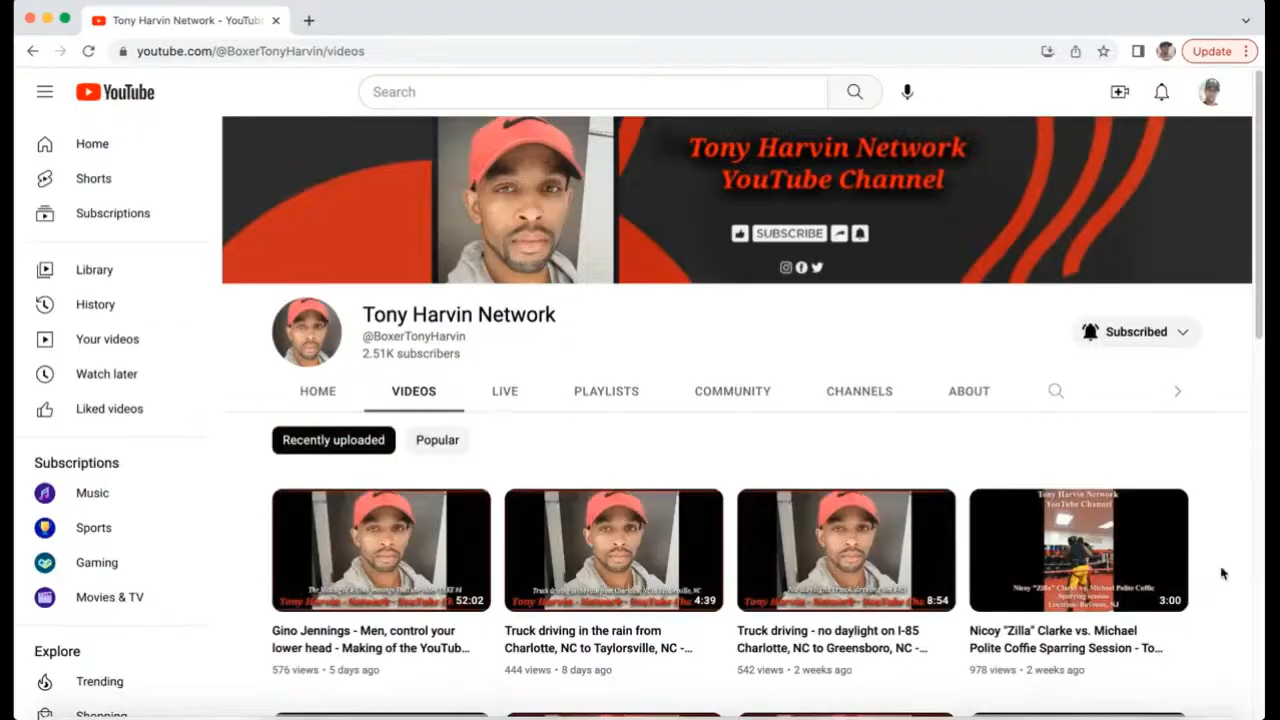 Tony Harvin Network - YouTub
youtube.com/@BoxerTonyHarvin/videos
Update
YouTube
Search
Home
Shorts
Subscriptions
Library
History
Your videos
Watch later
Liked videos
Subscriptions
Music
Sports
Gaming
Movies & TV
Explore
Trending
Shopping
Tony Harvin Network
YouTube Channel
SUBSCRIBE
Tony Harvin Network
@BoxerTonyHarvin
2.51K subscribers
Subscribed
HOME VIDEOS LIVE PLAYLISTS COMMUNITY CHANNELS ABOUT
Recently uploaded Popular
52:02
Gino Jennings - Men, control your
lower head - Making of the YouTub...
576 views • 5 days ago
4:39
Truck driving in the rain from
Charlotte, NC to Taylorsville, NC -...
444 views • 8 days ago
8:54
Truck driving - no daylight on I-85
Charlotte, NC to Greensboro, NC -...
542 views • 2 weeks ago
Tony Harvin Network
YouTube Channel
Nicoy "Zilla" Clarke vs. Michael Polite Coffie
Sparring session
Location: Bayonne, NJ
3:00
Nicoy "Zilla" Clarke vs. Michael
Polite Coffie Sparring Session - To...
978 views • 2 weeks ago